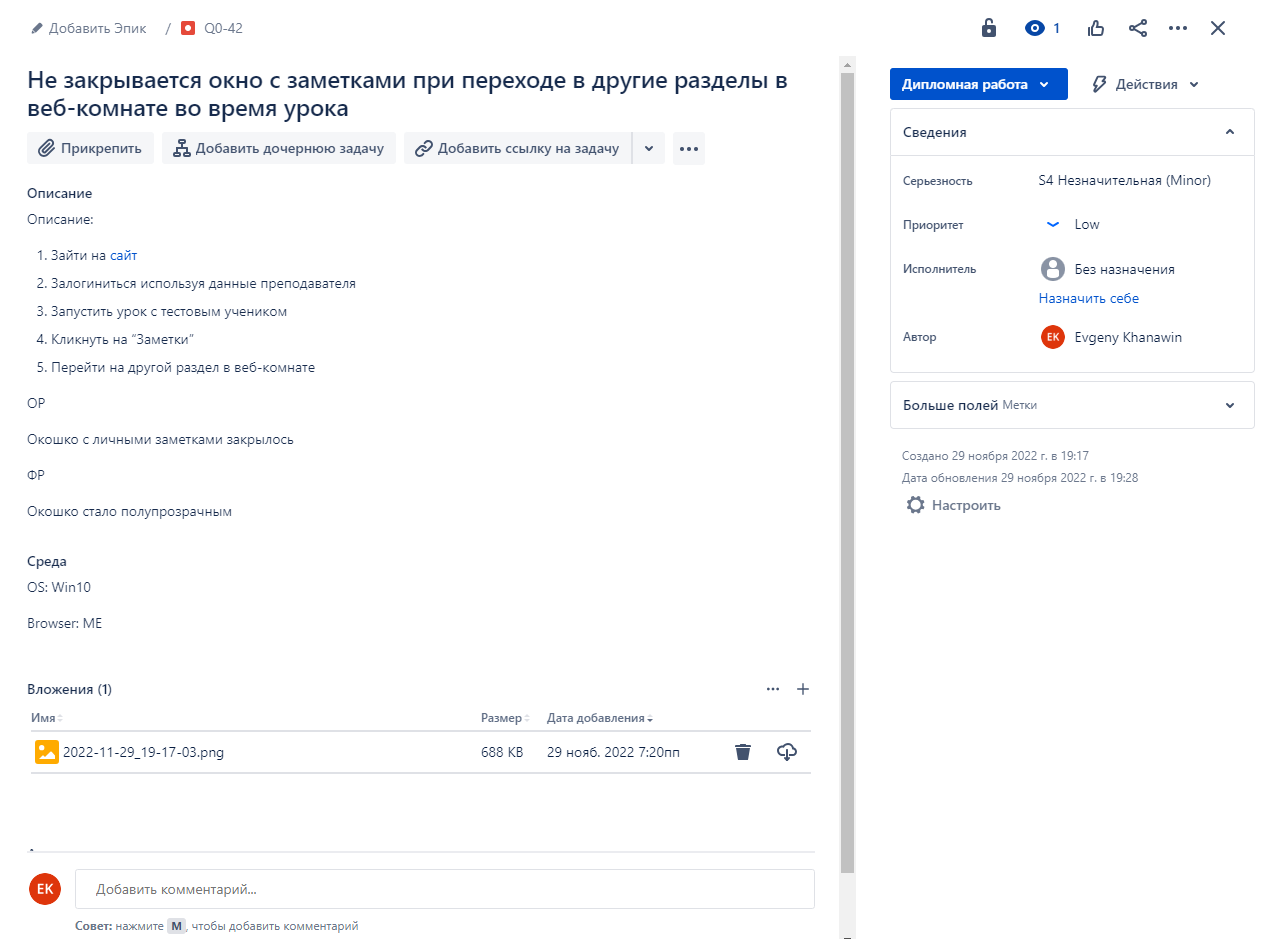 Добавить Эпик / Q0-42
1
Не закрывается окно с заметками при переходе в другие разделы в
веб-комнате во время урока
Прикрепить
Добавить дочернюю задачу
Добавить ссылку на задачу
Описание
Описание:
1. Зайти на сайт
2. Залогиниться используя данные преподавателя
3. Запустить урок с тестовым учеником
4. Кликнуть на “Заметки”
5. Перейти на другой раздел в веб-комнате
ОР
Окошко с личными заметками закрылось
ФР
Окошко стало полупрозрачным
Среда
OS: Win10
Browser: ME
Вложения (1)
Имя Размер Дата добавления
2022-11-29_19-17-03.png 688 KB 29 нояб. 2022 7:20пп
EK Добавить комментарий...
Совет: нажмите M, чтобы добавить комментарий
Дипломная работа
Действия
Сведения
Серьезность S4 Незначительная (Minor)
Приоритет Low
Исполнитель Без назначения
Назначить себе
Автор EK Evgeny Khanawin
Больше полей Метки
Создано 29 ноября 2022 г. в 19:17
Дата обновления 29 ноября 2022 г. в 19:28
Настроить